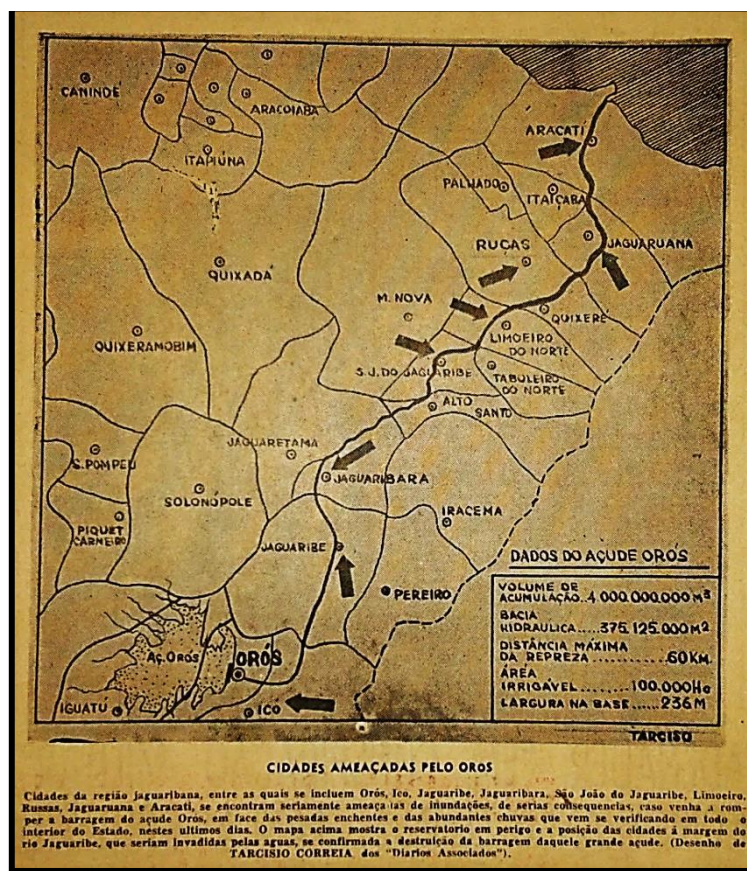 CANINDÉ
ARACOIABA
ITAPIÚNA
ARACATÍ
PALHADO
ITAIÇABA
RUÇAS
JAGUARUANA
QUIXADÁ
M. NOVA
QUIXERÉ
QUIXERAMOBIM
LIMOEIRO
DO NORTE
S.J. DO JAGUARIBE
TABULEIRO
DO NORTE
ALTO
SANTO
JAGUARETAMA
S. POMPEU
JAGUARIBARA
SOLONÓPOLE
IRACEMA
PIQUET
CARNEIRO
JAGUARIBE
PEREIRO
DADOS DO AÇUDE ORÓS
VOLUME DE
ACUMULAÇÃO..4.000.000.000 M³
BACIA
HIDRAULICA.....375.125.000M²
DISTÂNCIA MÁXIMA
DA REPREZA ..........60KM.
ÁREA
IRRIGÁVEL........100.000Ha
LARGURA NA BASE.....236M
AÇ. ORÓS
ORÓS
IGUATÚ
ICÓ
TARCISO
CIDADES AMEAÇADAS PELO OROS
Cidades da região jaguaribana, entre as quais se incluem Orós, Ico, Jaguaribe, Jaguaribara, São João do Jaguaribe, Limoeiro,
Russas, Jaguaruana e Aracati, se encontram seriamente ameaçadas de inundações, de serias consequencias, caso venha a rom-
per a barragem do açude Orós, em face das pesadas enchentes e das abundantes chuvas que vem se verificando em todo o
interior do Estado, nestes ultimos dias. O mapa acima mostra o reservatorio em perigo e a posição das cidades á margem do
rio Jaguaribe, que seriam invadidas pelas aguas, se confirmada a destruição da barragem daquele grande açude. (Desenho de
TARCISIO CORREIA dos "Diarios Associados").